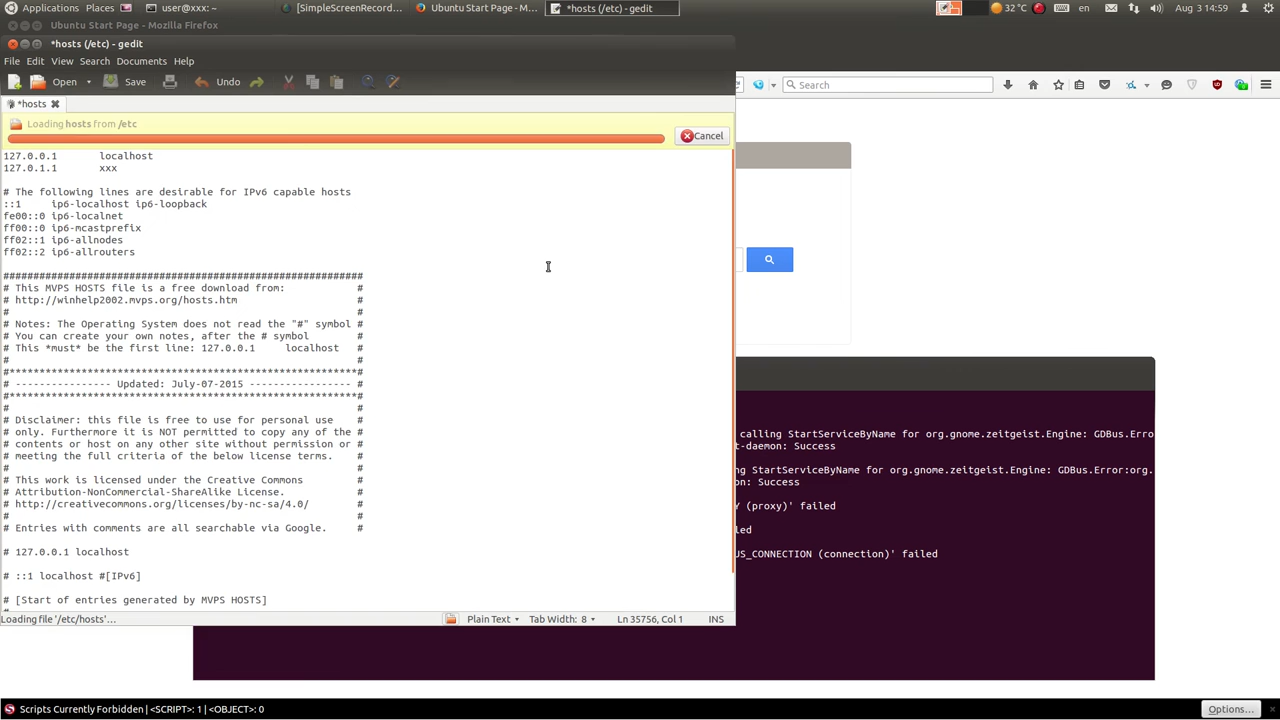 Applications Places user@xxx: ~ [SimpleScreenRecord... Ubuntu Start Page - M... *hosts (/etc) - gedit 32 °C en Aug 3 14:59
Ubuntu Start Page - Mozilla Firefox
*hosts (/etc) - gedit
File Edit View Search Documents Help
Open Save Undo
Search
*hosts
Loading hosts from /etc
Cancel
127.0.0.1 localhost
127.0.1.1 xxx
# The following lines are desirable for IPv6 capable hosts
::1 ip6-localhost ip6-loopback
fe00::0 ip6-localnet
ff00::0 ip6-mcastprefix
ff02::1 ip6-allnodes
ff02::2 ip6-allrouters
############################################################
# This MVPS HOSTS file is a free download from: #
# http://winhelp2002.mvps.org/hosts.htm #
# #
# Notes: The Operating System does not read the "#" symbol #
# You can create your own notes, after the # symbol #
# This *must* be the first line: 127.0.0.1 localhost #
# #
#**********************************************************#
# ---------------- Updated: July-07-2015 ----------------- #
#**********************************************************#
# #
# Disclaimer: this file is free to use for personal use #
# only. Furthermore it is NOT permitted to copy any of the #
# contents or host on any other site without permission or #
# meeting the full criteria of the below license terms. #
# #
# This work is licensed under the Creative Commons #
# Attribution-NonCommercial-ShareAlike License. #
# http://creativecommons.org/licenses/by-nc-sa/4.0/ #
# #
# Entries with comments are all searchable via Google. #
# 127.0.0.1 localhost
# ::1 localhost #[IPv6]
# [Start of entries generated by MVPS HOSTS]
#
Loading file '/etc/hosts'… Plain Text Tab Width: 8 Ln 35756, Col 1 INS
calling StartServiceByName for org.gnome.zeitgeist.Engine: GDBus.Error
t-daemon: Success
ng StartServiceByName for org.gnome.zeitgeist.Engine: GDBus.Error:org.
on: Success
Y (proxy)' failed
led
US_CONNECTION (connection)' failed
Scripts Currently Forbidden | <SCRIPT>: 1 | <OBJECT>: 0
Options...